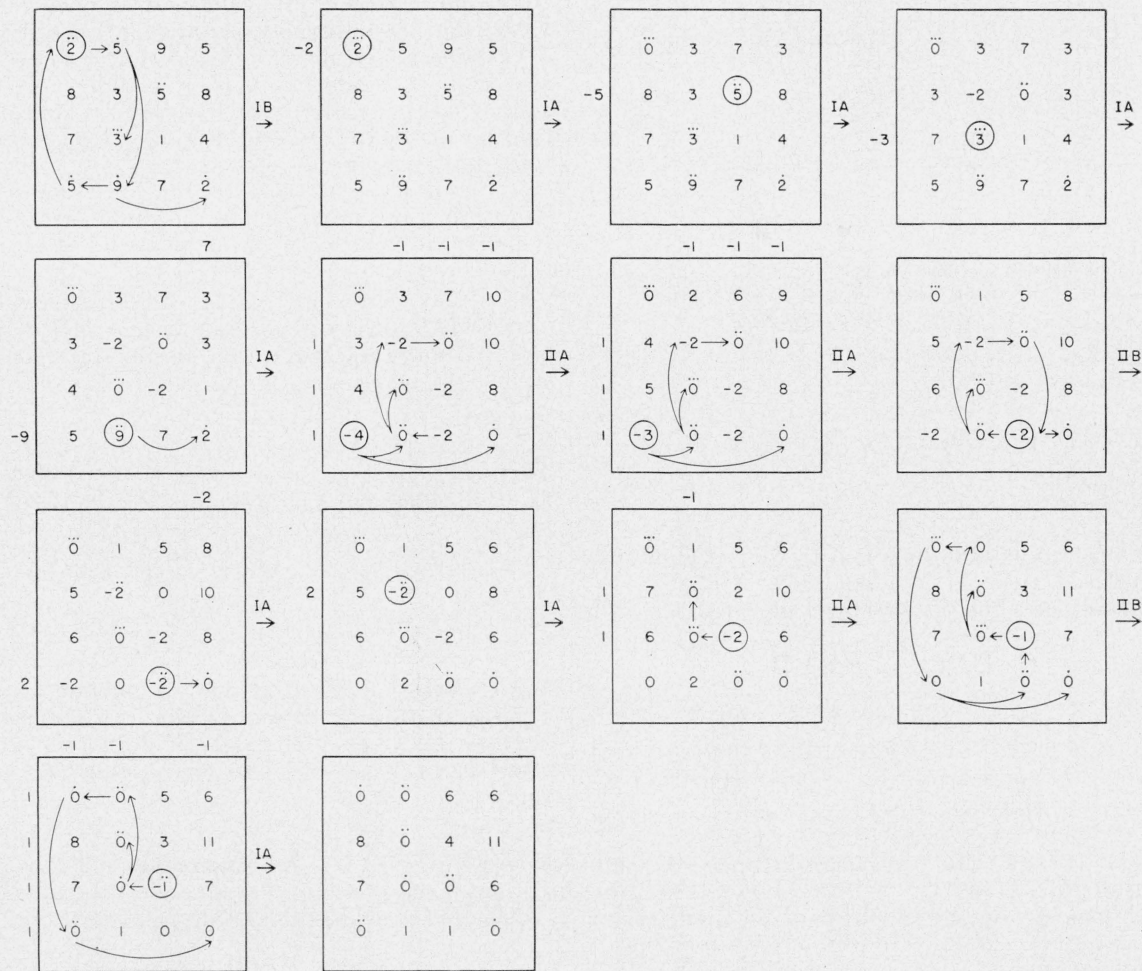 2 5 9 5
8 3 5 8
7 3 1 4
5 9 7 2
IB
→
-2 2 5 9 5
8 3 5 8
7 3 1 4
5 9 7 2
IA
→
0 3 7 3
-5 8 3 5 8
7 3 1 4
5 9 7 2
IA
→
0 3 7 3
3 -2 0 3
-3 7 3 1 4
5 9 7 2
IA
→
7
0 3 7 3
3 -2 0 3
4 0 -2 1
-9 5 9 7 2
IA
→
-1 -1 -1
0 3 7 10
1 3 -2 0 10
1 4 0 -2 8
1 -4 0 -2 0
IIA
→
-1 -1 -1
0 2 6 9
1 4 -2 0 10
1 5 0 -2 8
1 -3 0 -2 0
IIA
→
0 1 5 8
5 -2 0 10
6 0 -2 8
-2 0 -2 0
IIB
→
-2
0 1 5 8
5 -2 0 10
6 0 -2 8
2 -2 0 -2 0
IA
→
0 1 5 6
2 5 -2 0 8
6 0 -2 6
0 2 0 0
IA
→
-1
0 1 5 6
1 7 0 2 10
1 6 0 -2 6
0 2 0 0
IIA
→
0 0 5 6
8 0 3 11
7 0 -1 7
0 1 0 0
IIB
→
-1 -1 -1
1 0 0 5 6
1 8 0 3 11
1 7 0 -1 7
1 0 1 0 0
IA
→
0 0 6 6
8 0 4 11
7 0 0 6
0 1 1 0